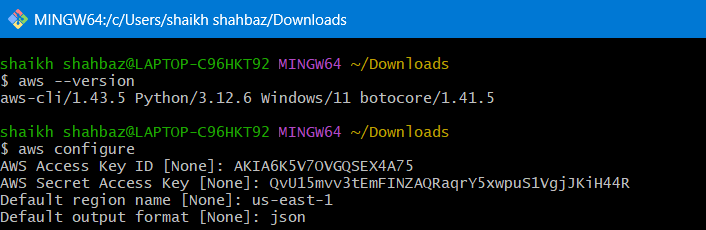 MINGW64:/c/Users/shaikh shahbaz/Downloads
shaikh shahbaz@LAPTOP-C96HKT92 MINGW64 ~/Downloads
$ aws --version
aws-cli/1.43.5 Python/3.12.6 Windows/11 botocore/1.41.5
shaikh shahbaz@LAPTOP-C96HKT92 MINGW64 ~/Downloads
$ aws configure
AWS Access Key ID [None]: AKIA6K5V7OVGQSEX4A75
AWS Secret Access Key [None]: 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
Default region name [None]: us-east-1
Default output format [None]: json